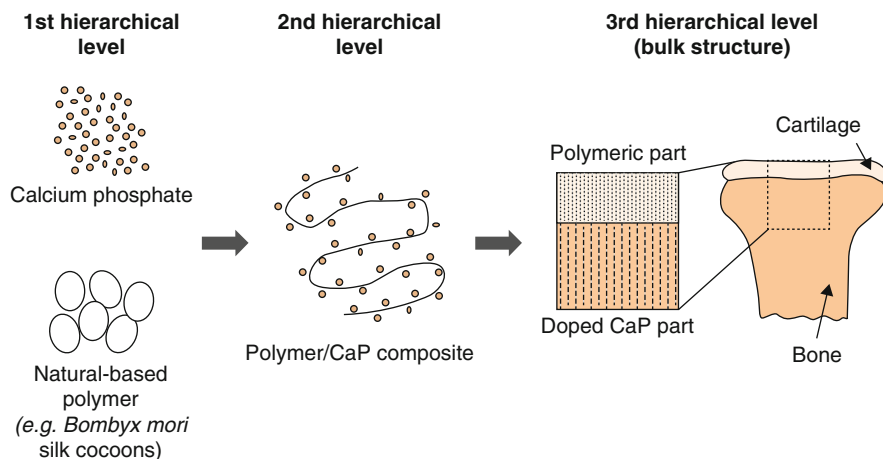 1st hierarchical
level
Calcium phosphate
Natural-based
polymer
(e.g. Bombyx mori
silk cocoons)
2nd hierarchical
level
Polymer/CaP composite
3rd hierarchical level
(bulk structure)
Polymeric part
Doped CaP part
Cartilage
Bone